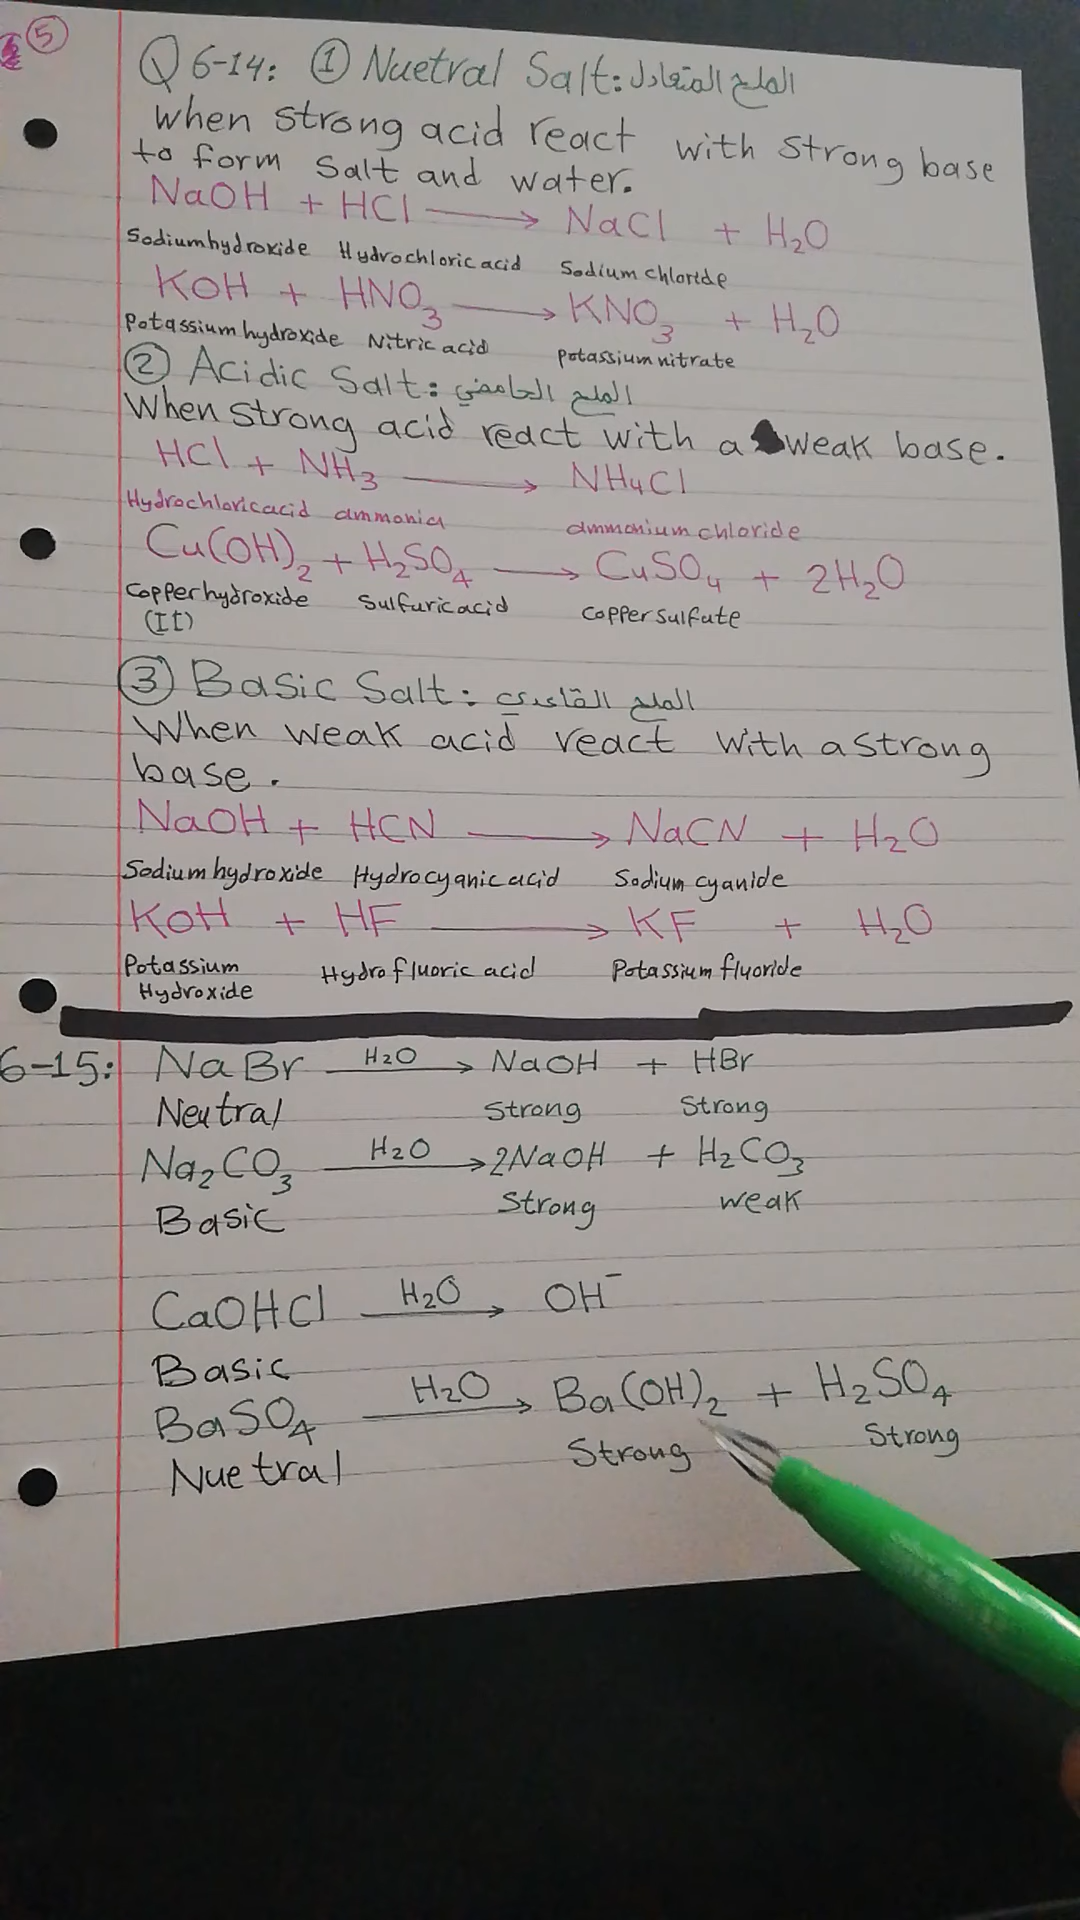 5
Q 6-14: ① Nuetral Salt: الملح المتعادل
when strong acid react with strong base
to form Salt and water.
NaOH + HCl ⟶ NaCl + H₂O
Sodiumhydroxide Hydrochloric acid Sodium chloride
KOH + HNO₃ ⟶ KNO₃ + H₂O
Potassium hydroxide Nitric acid potassium nitrate
② Acidic Salt: الملح الحامضي
When strong acid react with a weak base.
HCl + NH₃ ⟶ NH₄Cl
Hydrochloric acid ammonia ammonium chloride
Cu(OH)₂ + H₂SO₄ ⟶ CuSO₄ + 2H₂O
Copper hydroxide Sulfuric acid Copper sulfate
(II)
③ Basic Salt: الملح القاعدي
When weak acid react with a strong
base.
NaOH + HCN ⟶ NaCN + H₂O
Sodium hydroxide Hydrocyanic acid Sodium cyanide
KOH + HF ⟶ KF + H₂O
Potassium Hydrofluoric acid Potassium fluoride
Hydroxide
6-15: NaBr H₂O⟶ NaOH + HBr
Neutral Strong Strong
Na₂CO₃ H₂O⟶ 2NaOH + H₂CO₃
Basic Strong weak
CaOHCl H₂O⟶ OH⁻
Basic
BaSO₄ H₂O⟶ Ba(OH)₂ + H₂SO₄
Nuetral Strong Strong